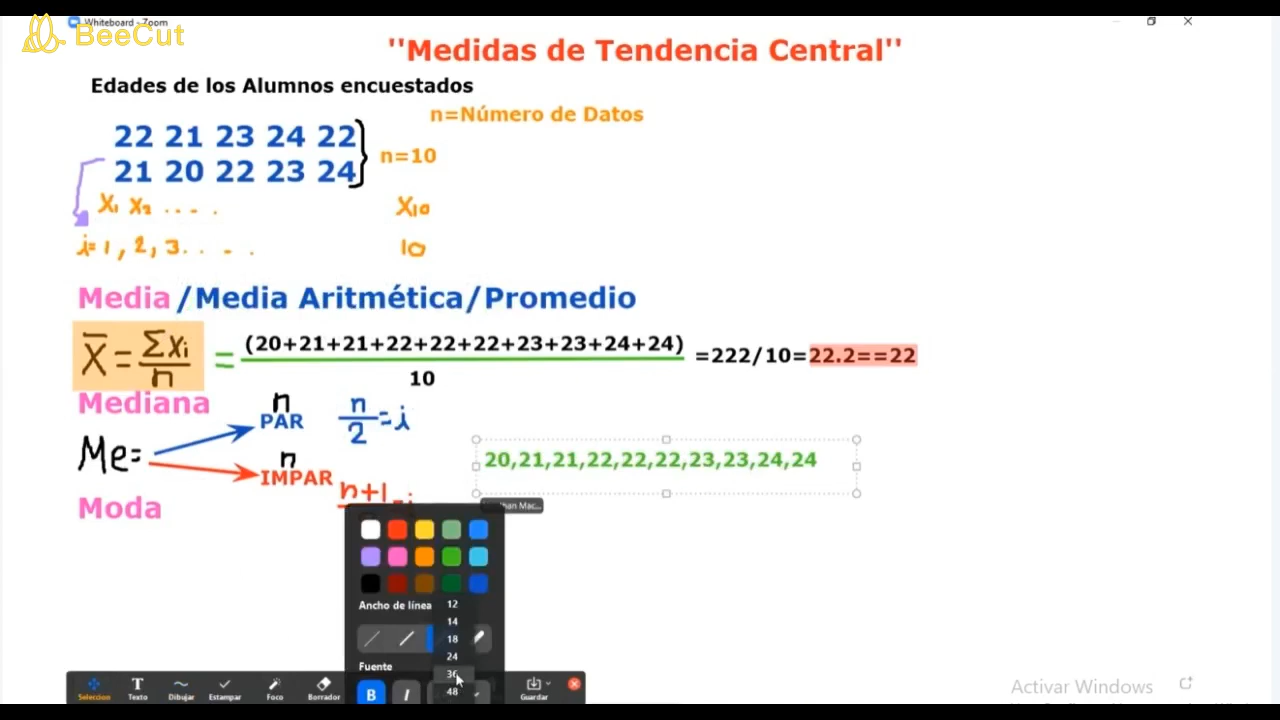 Whiteboard - Zoom
BeeCut
"Medidas de Tendencia Central"
Edades de los Alumnos encuestados
n=Número de Datos
22 21 23 24 22
21 20 22 23 24
n=10
X₁ X₂ ..... X₁₀
i=1, 2, 3..... 10
Media /Media Aritmética/Promedio
X̄ = ΣXi/n = (20+21+21+22+22+22+23+23+24+24)/10 =222/10=22.2==22
Mediana
Me=
n
PAR
n/2 = i
n
IMPAR
n+1
20,21,21,22,22,22,23,23,24,24
Moda
Ancho de línea
12
14
18
24
36
48
Fuente
B I
Seleccion Texto Dibujar Estampar Foco Borrador Guardar
Activar Windows